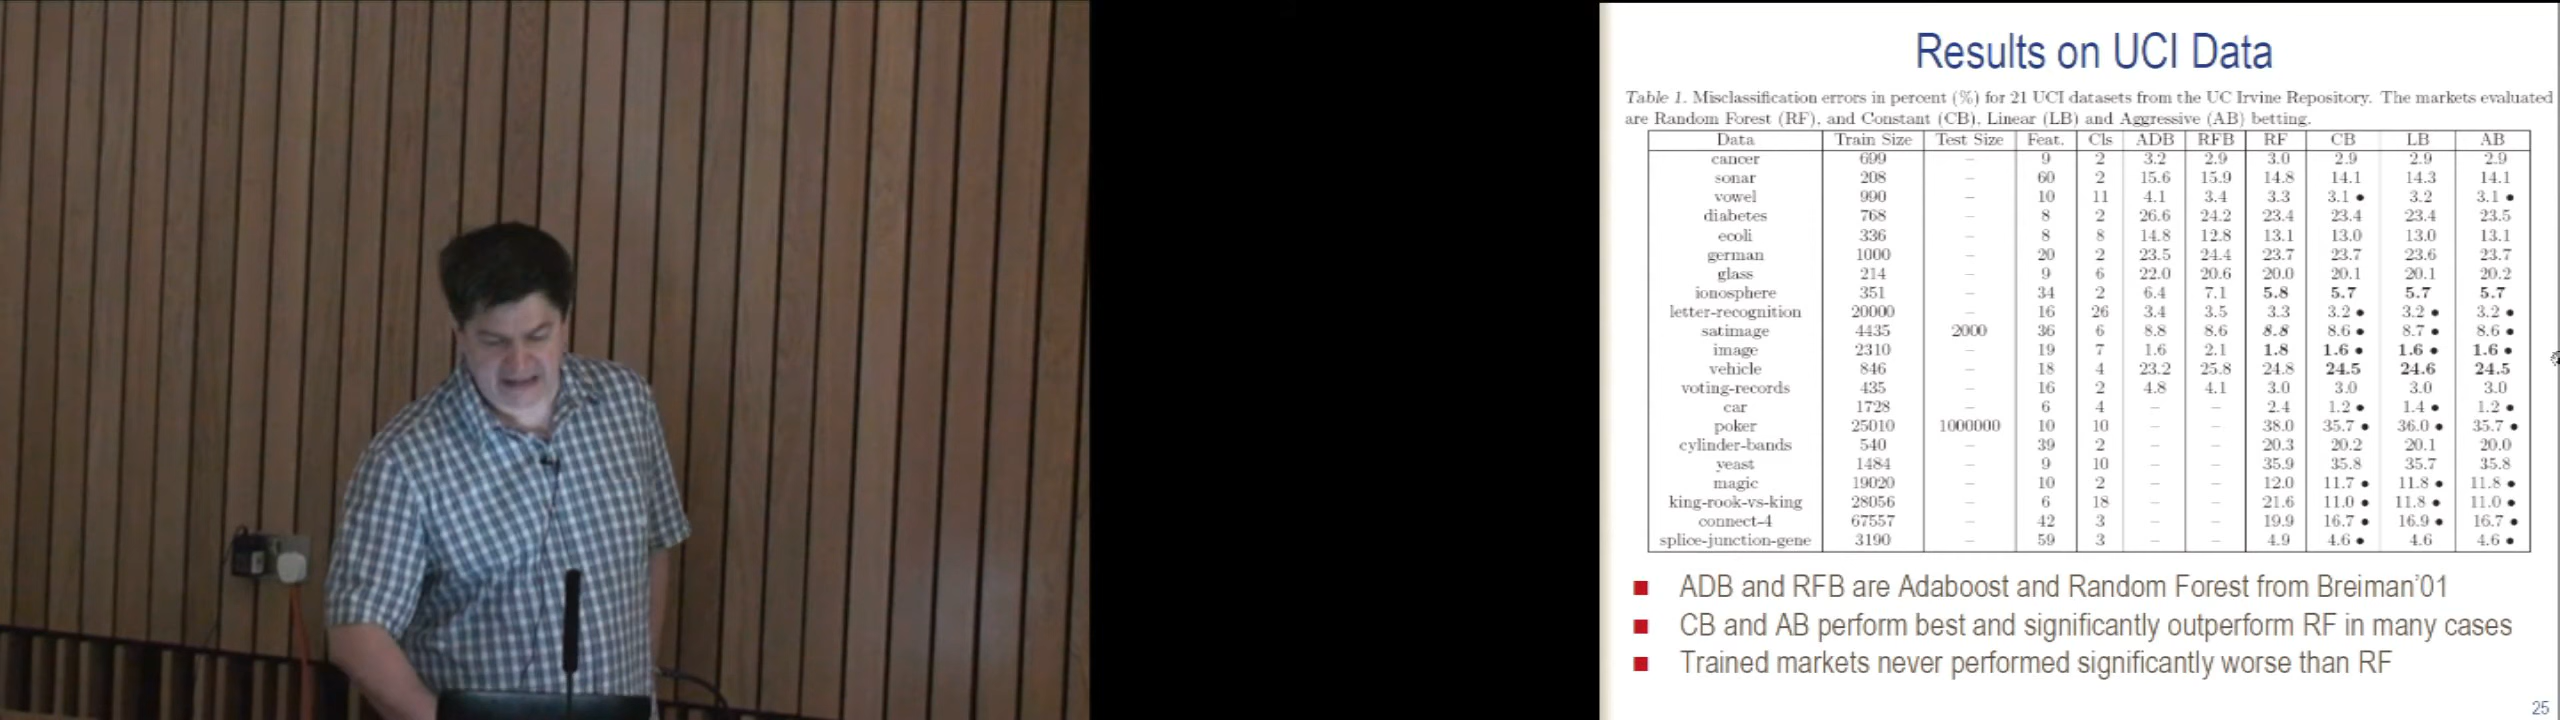 Results on UCI Data
Table 1. Misclassification errors in percent (%) for 21 UCI datasets from the UC Irvine Repository. The markets evaluated
are Random Forest (RF), and Constant (CB), Linear (LB) and Aggressive (AB) betting.
Data Train Size Test Size Feat. Cls ADB RFB RF CB LB AB
cancer 699 – 9 2 3.2 2.9 3.0 2.9 2.9 2.9
sonar 208 – 60 2 15.6 15.9 14.8 14.1 14.3 14.1
vowel 990 – 10 11 4.1 3.4 3.3 3.1 • 3.2 3.1 •
diabetes 768 – 8 2 26.6 24.2 23.4 23.4 23.4 23.5
ecoli 336 – 8 8 14.8 12.8 13.1 13.0 13.0 13.1
german 1000 – 20 2 23.5 24.4 23.7 23.7 23.6 23.7
glass 214 – 9 6 22.0 20.6 20.0 20.1 20.1 20.2
ionosphere 351 – 34 2 6.4 7.1 5.8 5.7 5.7 5.7
letter-recognition 20000 – 16 26 3.4 3.5 3.3 3.2 • 3.2 • 3.2 •
satimage 4435 2000 36 6 8.8 8.6 8.8 8.6 • 8.7 • 8.6 •
image 2310 – 19 7 1.6 2.1 1.8 1.6 • 1.6 • 1.6 •
vehicle 846 – 18 4 23.2 25.8 24.8 24.5 24.6 24.5
voting-records 435 – 16 2 4.8 4.1 3.0 3.0 3.0 3.0
car 1728 – 6 4 – – 2.4 1.2 • 1.4 • 1.2 •
poker 25010 1000000 10 10 – – 38.0 35.7 • 36.0 • 35.7 •
cylinder-bands 540 – 39 2 – – 20.3 20.2 20.1 20.0
yeast 1484 – 9 10 – – 35.9 35.8 35.7 35.8
magic 19020 – 10 2 – – 12.0 11.7 • 11.8 • 11.8 •
king-rook-vs-king 28056 – 6 18 – – 21.6 11.0 • 11.8 • 11.0 •
connect-4 67557 – 42 3 – – 19.9 16.7 • 16.9 • 16.7 •
splice-junction-gene 3190 – 59 3 – – 4.9 4.6 • 4.6 4.6 •
■ ADB and RFB are Adaboost and Random Forest from Breiman'01
■ CB and AB perform best and significantly outperform RF in many cases
■ Trained markets never performed significantly worse than RF
25